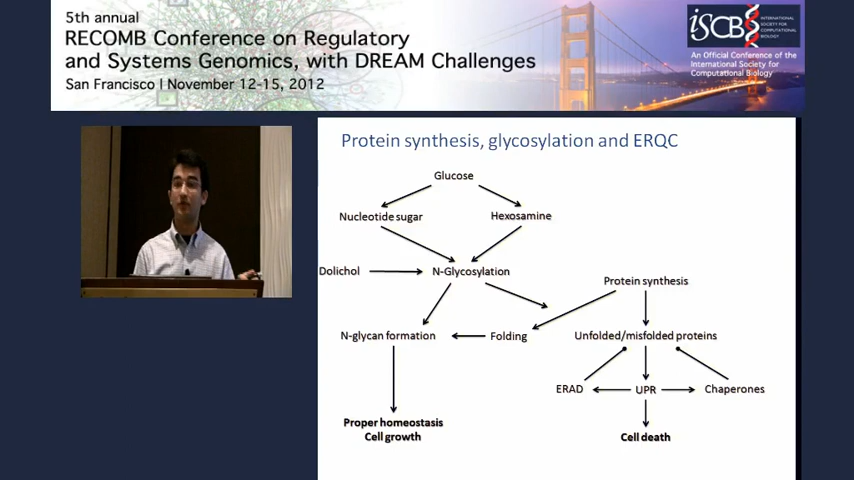 5th annual
RECOMB Conference on Regulatory
and Systems Genomics, with DREAM Challenges
San Francisco | November 12-15, 2012
iSCB
INTERNATIONAL
SOCIETY FOR
COMPUTATIONAL
BIOLOGY
An Official Conference of the
International Society for
Computational Biology
Protein synthesis, glycosylation and ERQC
Glucose
Nucleotide sugar
Hexosamine
Dolichol
N-Glycosylation
Protein synthesis
N-glycan formation
Folding
Unfolded/misfolded proteins
ERAD
UPR
Chaperones
Proper homeostasis
Cell growth
Cell death